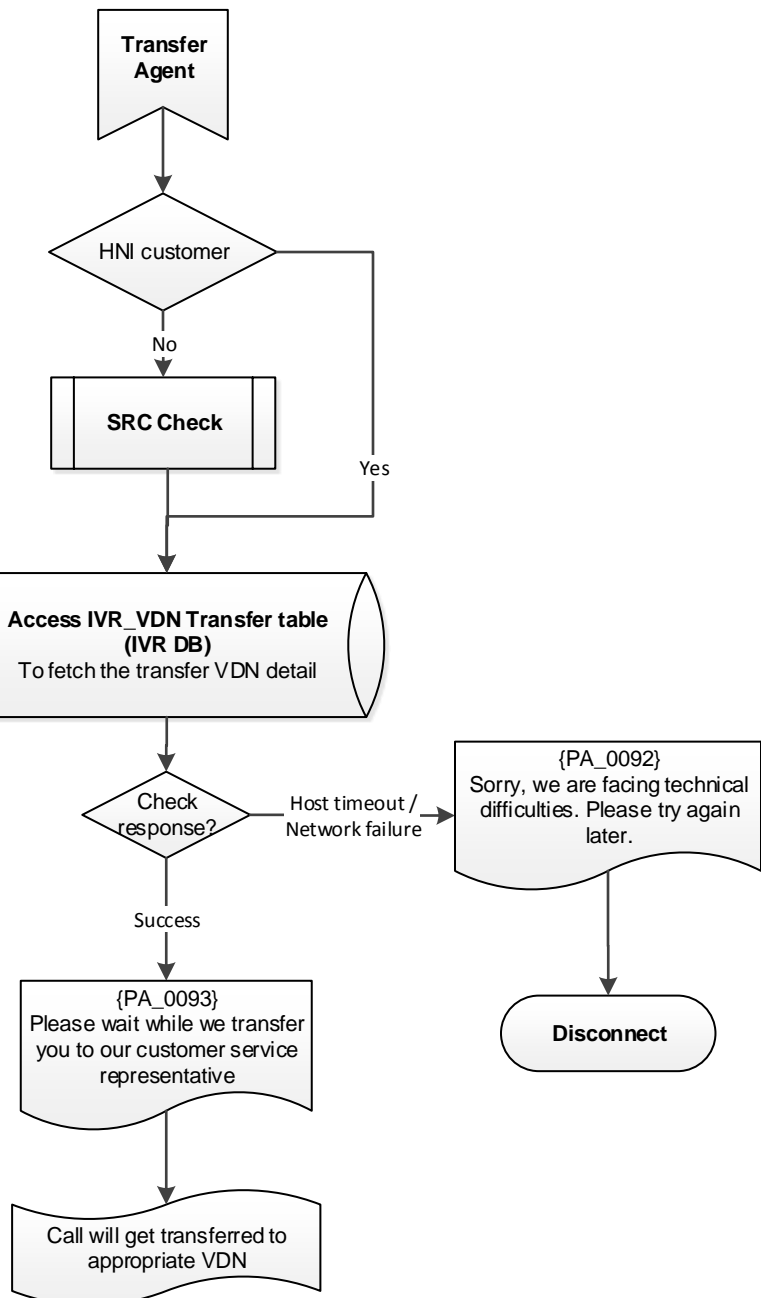 Transfer
Agent
HNI customer
No
SRC Check
Yes
Access IVR_VDN Transfer table
(IVR DB)
To fetch the transfer VDN detail
Check
response?
Host timeout /
Network failure
{PA_0092}
Sorry, we are facing technical
difficulties. Please try again
later.
Success
{PA_0093}
Please wait while we transfer
you to our customer service
representative
Disconnect
Call will get transferred to
appropriate VDN